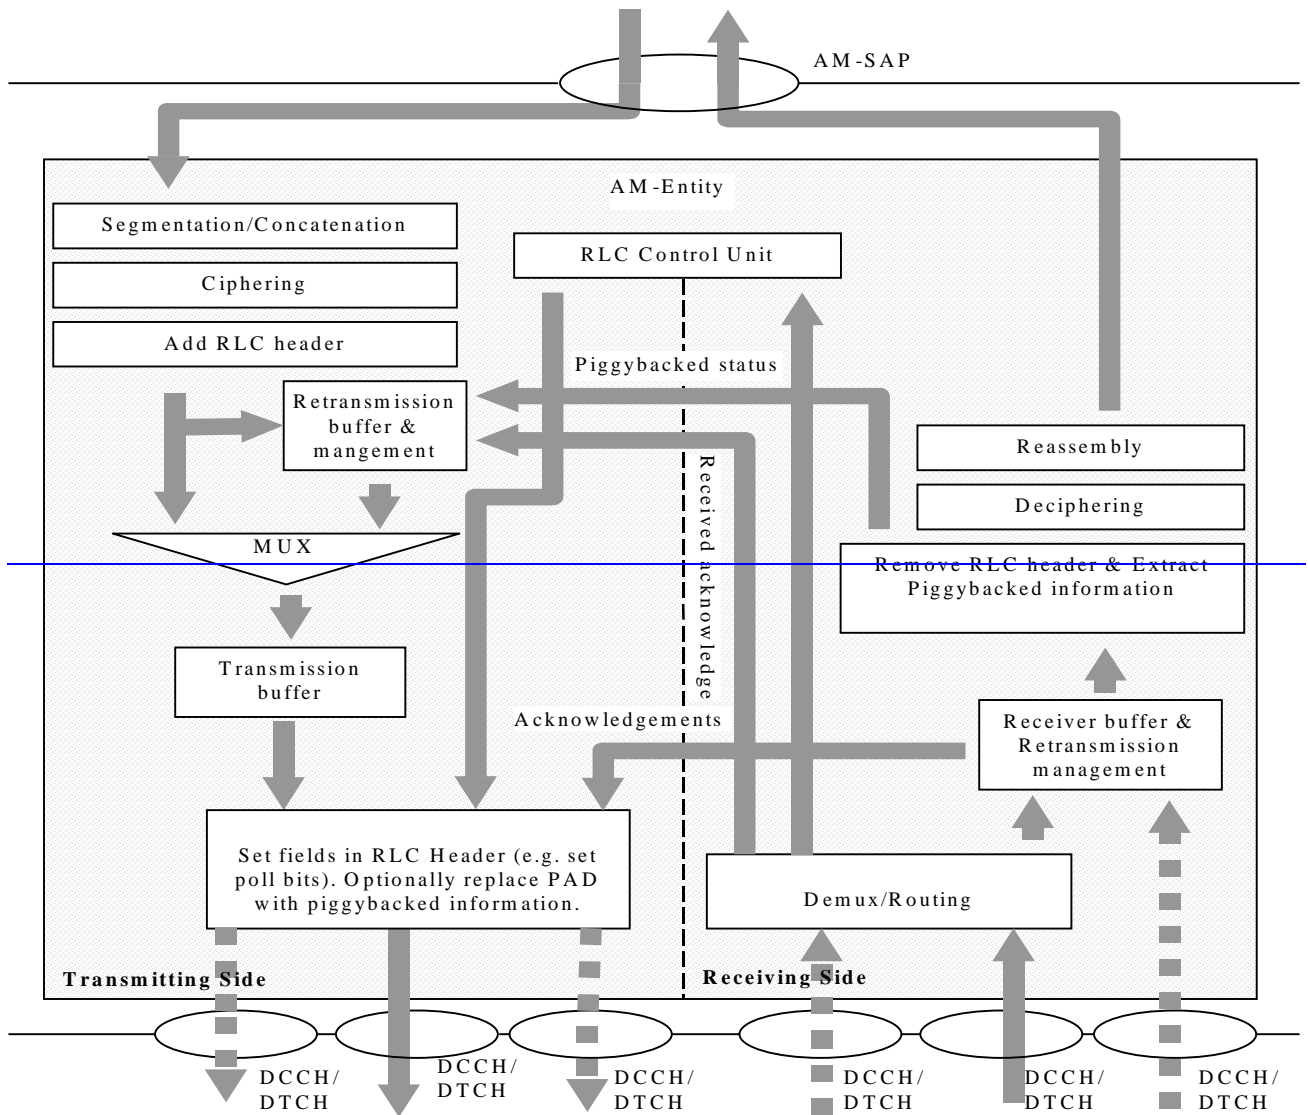 AM-SAP
AM-Entity
Segmentation/Concatenation
RLC Control Unit
Ciphering
Add RLC header
Piggybacked status
Retransmission
buffer &
mangement
Reassembly
Received acknowledge
Deciphering
MUX
Remove RLC header & Extract
Piggybacked information
Transmission
buffer
Acknowledgements
Receiver buffer &
Retransmission
management
Set fields in RLC Header (e.g. set
poll bits). Optionally replace PAD
with piggybacked information.
Demux/Routing
Transmitting Side
Receiving Side
DCCH/
DTCH
DCCH/
DTCH
DCCH/
DTCH
DCCH/
DTCH
DCCH/
DTCH
DCCH/
DTCH